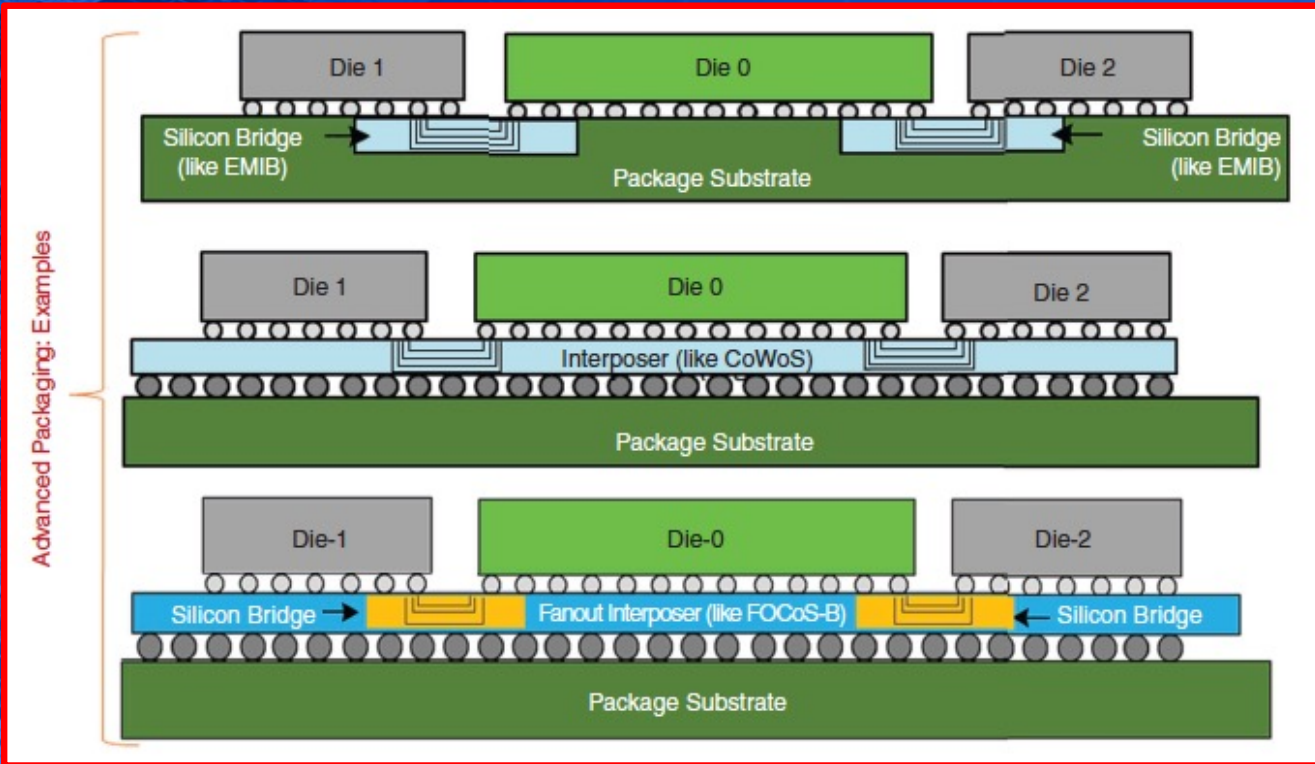 Advanced Packaging: Examples
Die 1
Die 0
Die 2
Silicon Bridge
(like EMIB)
Silicon Bridge
(like EMIB)
Package Substrate
Die 1
Die 0
Die 2
Interposer (like CoWoS)
Package Substrate
Die-1
Die-0
Die-2
Silicon Bridge
Fanout Interposer (like FOCoS-B)
Silicon Bridge
Package Substrate